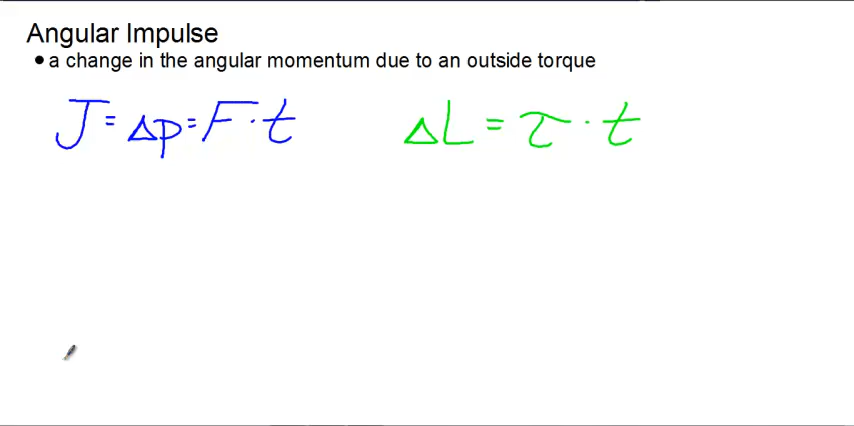 Angular Impulse
• a change in the angular momentum due to an outside torque
J = Δp = F · t
ΔL = τ · t